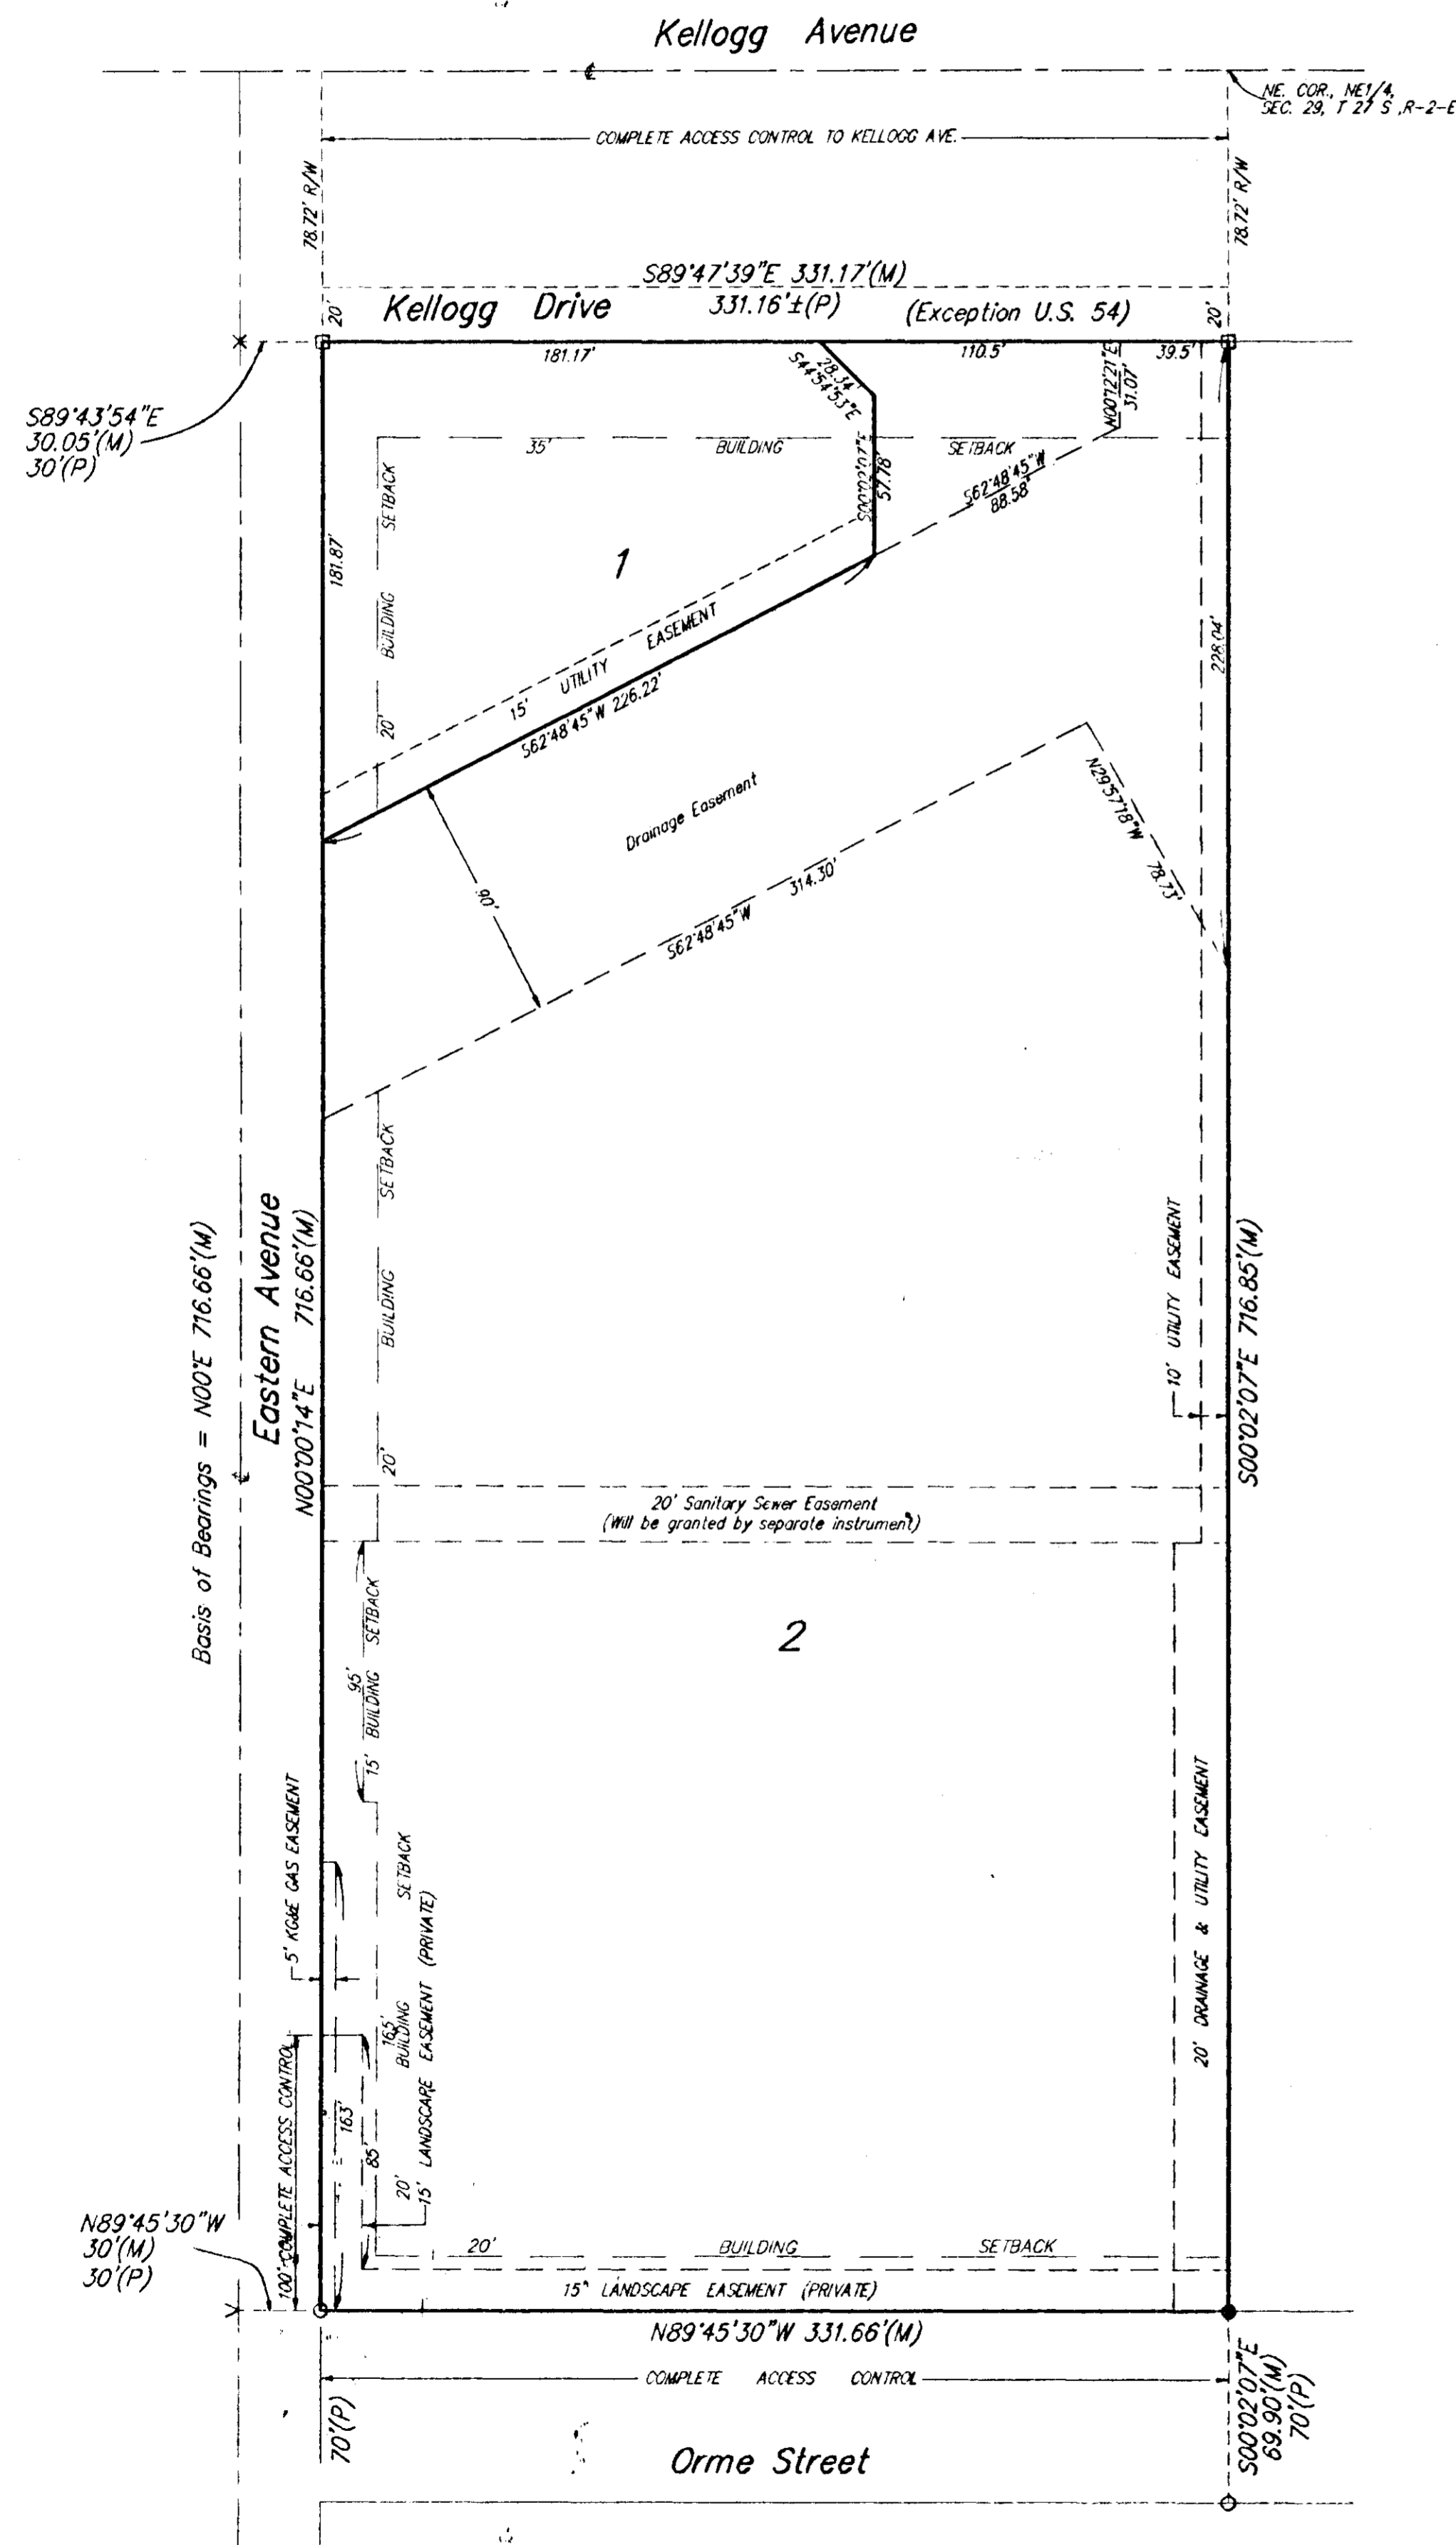 Kellogg Avenue
NE. COR., NE1/4,
SEC. 29, T 27 S ,R-2-E
COMPLETE ACCESS CONTROL TO KELLOGG AVE.
78.72' R/W
78.72' R/W
S89°47'39"E 331.17'(M)
20'
Kellogg Drive
331.16'±(P)
(Exception U.S. 54)
20'
181.17'
28.34'
S44°54'53"E
110.5'
N00°12'21"E
31.07'
39.5'
S89°43'54"E
30.05'(M)
30'(P)
35' BUILDING SETBACK
20' BUILDING SETBACK
S00°02'07"E
57.78'
S62°48'45"W
88.58'
181.87'
1
15' UTILITY EASEMENT
S62°48'45"W 226.22'
228.04'
Drainage Easement
90'
S62°48'45"W 314.30'
N29°57'18"W 78.73'
20' BUILDING SETBACK
Basis of Bearings = N00°E 716.66'(M)
Eastern Avenue
N00°00'14"E 716.66'(M)
10' UTILITY EASEMENT
S00°02'07"E 716.85'(M)
20' Sanitary Sewer Easement
(Will be granted by separate instrument)
95'
15' BUILDING SETBACK
2
5' KG&E GAS EASEMENT
165'
20' BUILDING SETBACK
15' LANDSCAPE EASEMENT (PRIVATE)
20' DRAINAGE & UTILITY EASEMENT
100' COMPLETE ACCESS CONTROL
163'
85'
N89°45'30"W
30'(M)
30'(P)
20' BUILDING SETBACK
15' LANDSCAPE EASEMENT (PRIVATE)
N89°45'30"W 331.66'(M)
COMPLETE ACCESS CONTROL
70'(P)
Orme Street
S00°02'07"E
69.90'(M)
70'(P)